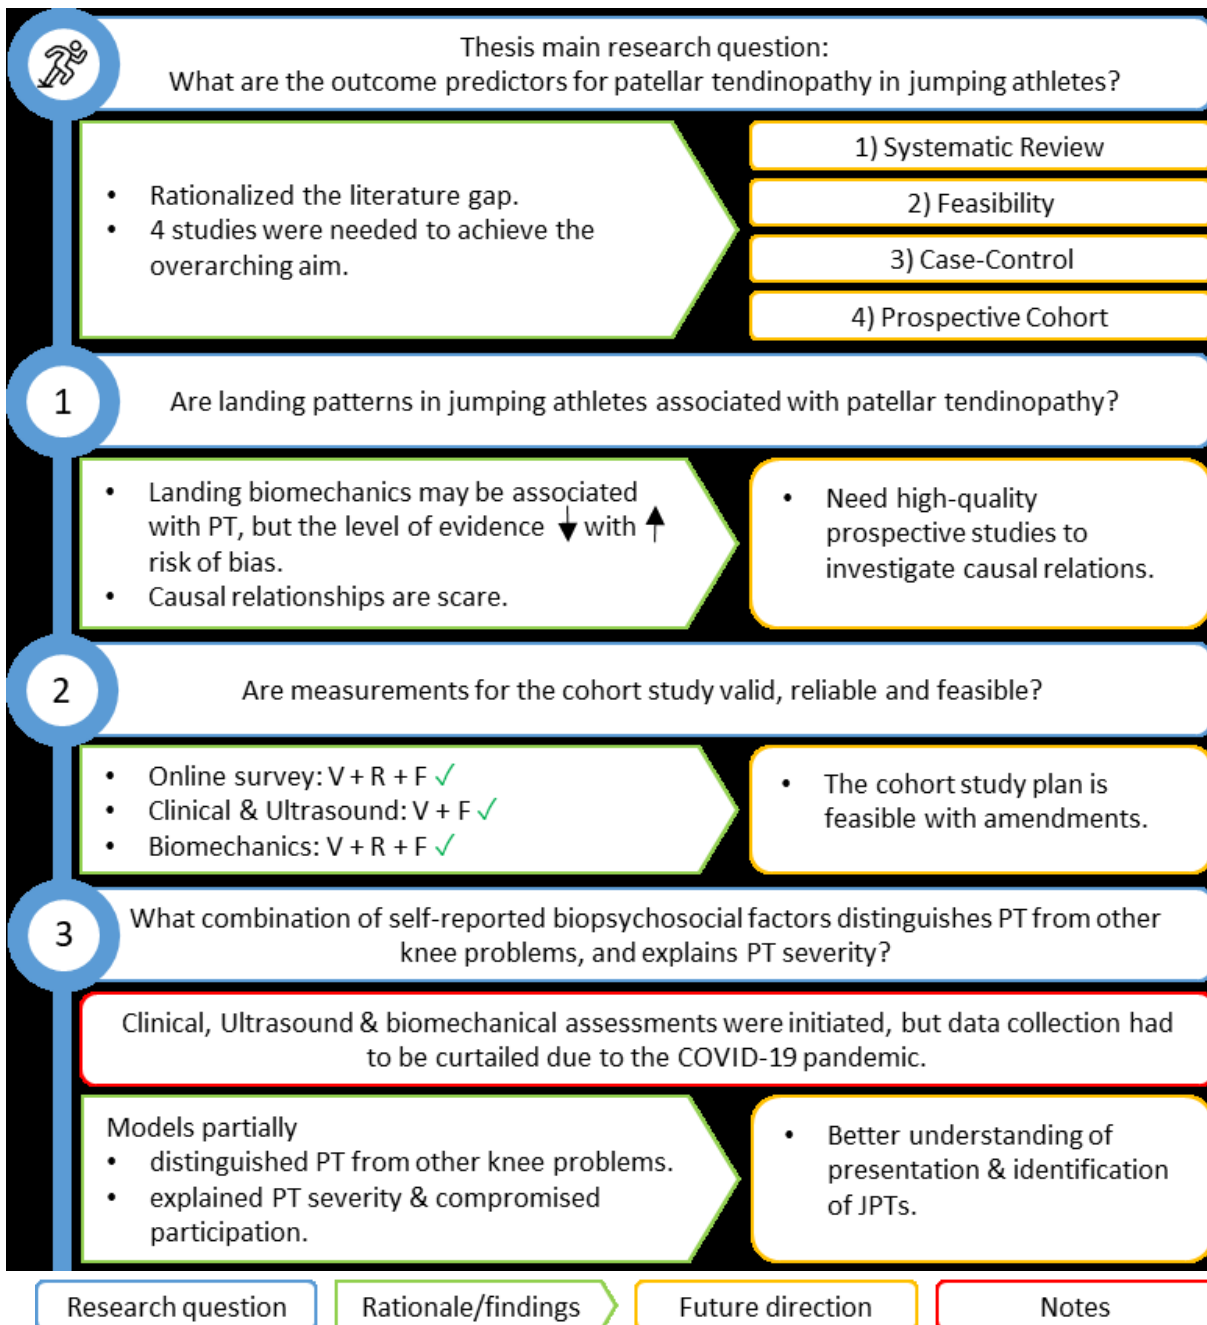 Thesis main research question:
What are the outcome predictors for patellar tendinopathy in jumping athletes?
• Rationalized the literature gap.
• 4 studies were needed to achieve the
overarching aim.
1) Systematic Review
2) Feasibility
3) Case-Control
4) Prospective Cohort
1
Are landing patterns in jumping athletes associated with patellar tendinopathy?
• Landing biomechanics may be associated
with PT, but the level of evidence ↓ with ↑
risk of bias.
• Causal relationships are scare.
• Need high-quality
prospective studies to
investigate causal relations.
2
Are measurements for the cohort study valid, reliable and feasible?
• Online survey: V + R + F ✓
• Clinical & Ultrasound: V + F ✓
• Biomechanics: V + R + F ✓
• The cohort study plan is
feasible with amendments.
3
What combination of self-reported biopsychosocial factors distinguishes PT from other
knee problems, and explains PT severity?
Clinical, Ultrasound & biomechanical assessments were initiated, but data collection had
to be curtailed due to the COVID-19 pandemic.
Models partially
• distinguished PT from other knee problems.
• explained PT severity & compromised
participation.
• Better understanding of
presentation & identification
of JPTs.
Research question
Rationale/findings
Future direction
Notes